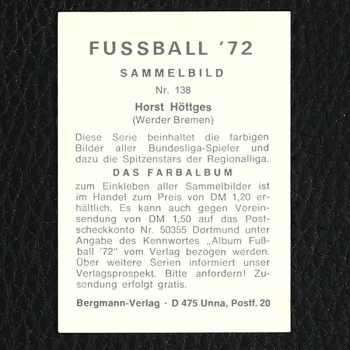 FUSSBALL '72
SAMMELBILD
Nr. 138
Horst Höttges
(Werder Bremen)
Diese Serie beinhaltet die farbigen
Bilder aller Bundesliga-Spieler und
dazu die Spitzenstars der Regionalliga.
DAS FARBALBUM
zum Einkleben aller Sammelbilder ist
im Handel zum Preis von DM 1,20 er-
hältlich. Es kann auch gegen Vorein-
sendung von DM 1,50 auf das Post-
scheckkonto Nr. 50355 Dortmund unter
Angabe des Kennwortes „Album Fuß-
ball '72" vom Verlag bezogen werden.
Über weitere Serien informiert unser
Verlagsprospekt. Bitte anfordern! Zu-
sendung erfolgt gratis.
Bergmann-Verlag · D 475 Unna, Postf. 20